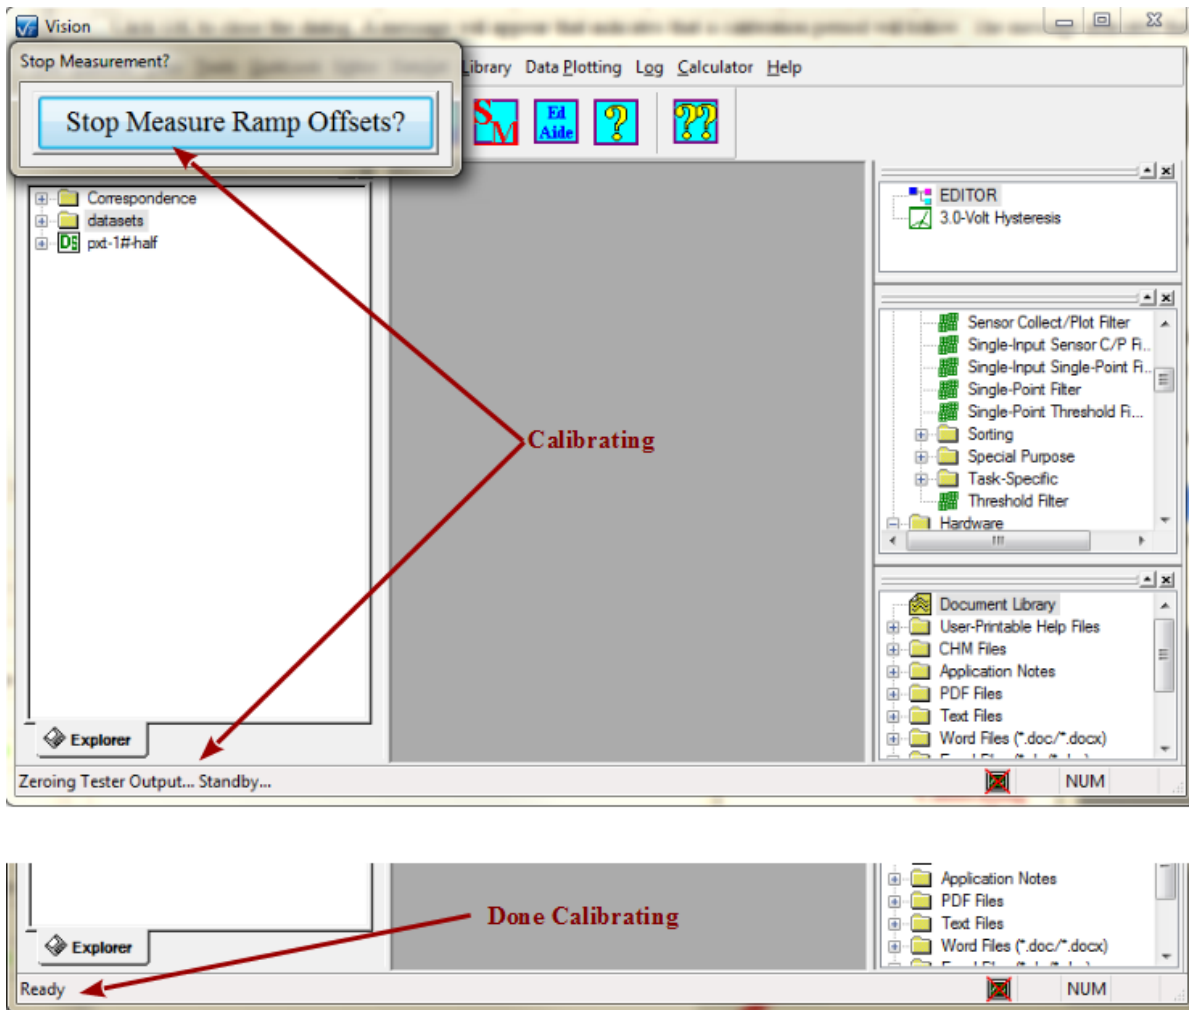 Vision
Stop Measurement?
Library Data Plotting Log Calculator Help
Stop Measure Ramp Offsets?
SM
Ed
Aide
?
??
Correspondence
datasets
DS pxt-1#-half
EDITOR
3.0-Volt Hysteresis
Sensor Collect/Plot Filter
Single-Input Sensor C/P Fi...
Single-Input Single-Point Fi...
Single-Point Filter
Single-Point Threshold Fi...
Sorting
Special Purpose
Task-Specific
Threshold Filter
Hardware
Calibrating
Document Library
User-Printable Help Files
CHM Files
Application Notes
PDF Files
Text Files
Word Files (*.doc/*.docx)
Explorer
Zeroing Tester Output... Standby...
NUM
Application Notes
PDF Files
Text Files
Word Files (*.doc/*.docx)
Done Calibrating
Explorer
Ready
NUM